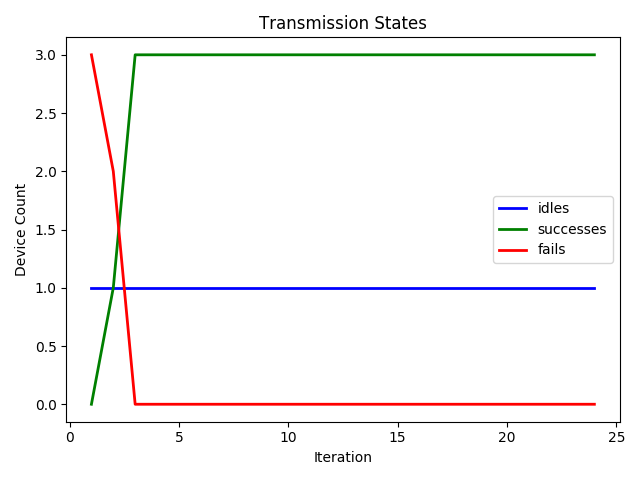 Transmission States
Device Count
3.0
2.5
2.0
1.5
1.0
0.5
0.0
idles
successes
fails
0 5 10 15 20 25
Iteration